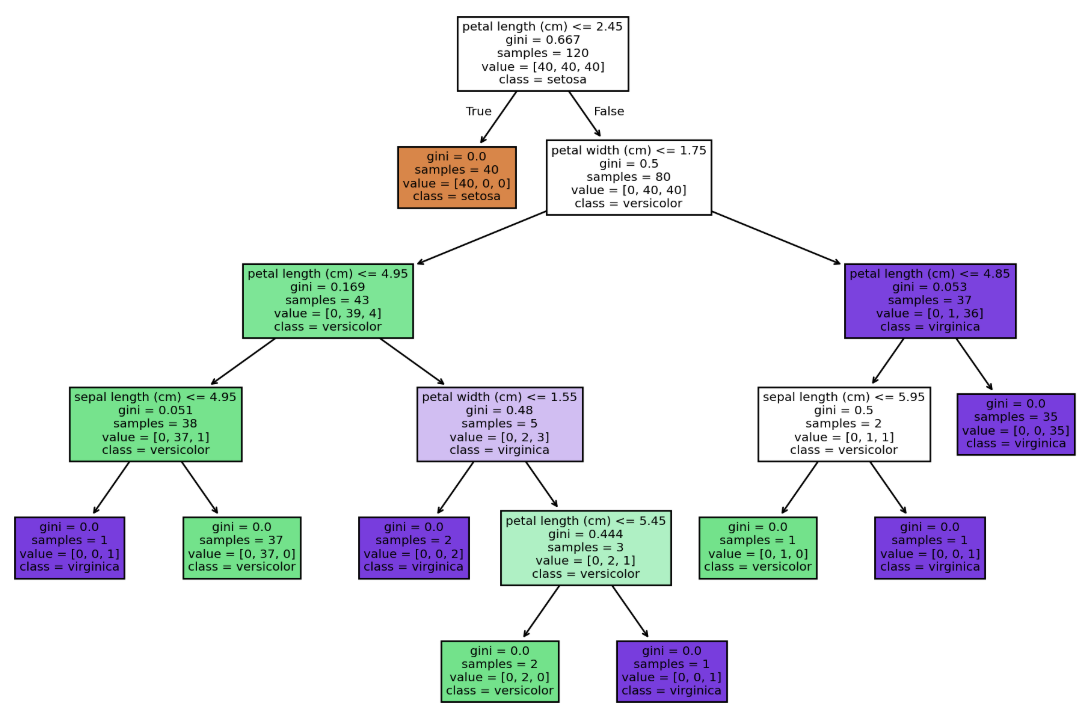 petal length (cm) <= 2.45
gini = 0.667
samples = 120
value = [40, 40, 40]
class = setosa
True
False
gini = 0.0
samples = 40
value = [40, 0, 0]
class = setosa
petal width (cm) <= 1.75
gini = 0.5
samples = 80
value = [0, 40, 40]
class = versicolor
petal length (cm) <= 4.95
gini = 0.169
samples = 43
value = [0, 39, 4]
class = versicolor
petal length (cm) <= 4.85
gini = 0.053
samples = 37
value = [0, 1, 36]
class = virginica
sepal length (cm) <= 4.95
gini = 0.051
samples = 38
value = [0, 37, 1]
class = versicolor
petal width (cm) <= 1.55
gini = 0.48
samples = 5
value = [0, 2, 3]
class = virginica
sepal length (cm) <= 5.95
gini = 0.5
samples = 2
value = [0, 1, 1]
class = versicolor
gini = 0.0
samples = 35
value = [0, 0, 35]
class = virginica
gini = 0.0
samples = 1
value = [0, 0, 1]
class = virginica
gini = 0.0
samples = 37
value = [0, 37, 0]
class = versicolor
gini = 0.0
samples = 2
value = [0, 0, 2]
class = virginica
petal length (cm) <= 5.45
gini = 0.444
samples = 3
value = [0, 2, 1]
class = versicolor
gini = 0.0
samples = 1
value = [0, 1, 0]
class = versicolor
gini = 0.0
samples = 1
value = [0, 0, 1]
class = virginica
gini = 0.0
samples = 2
value = [0, 2, 0]
class = versicolor
gini = 0.0
samples = 1
value = [0, 0, 1]
class = virginica